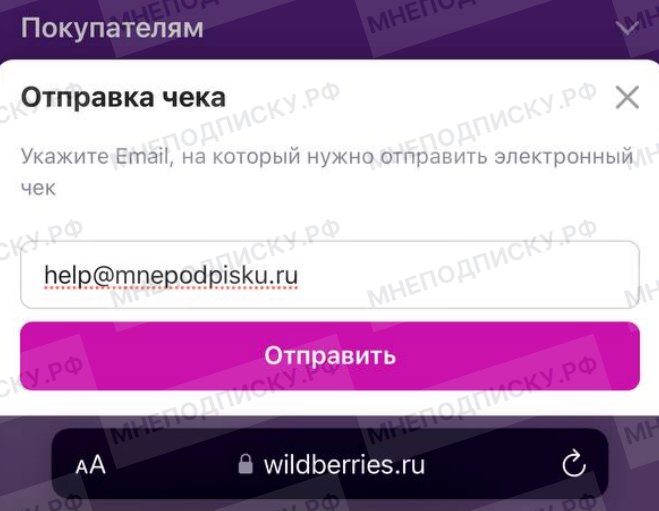 Покупателям
Отправка чека
Укажите Email, на который нужно отправить электронный
чек
help@mnepodpisku.ru
Отправить
AA wildberries.ru
МНЕПОДПИСКУ.РФ